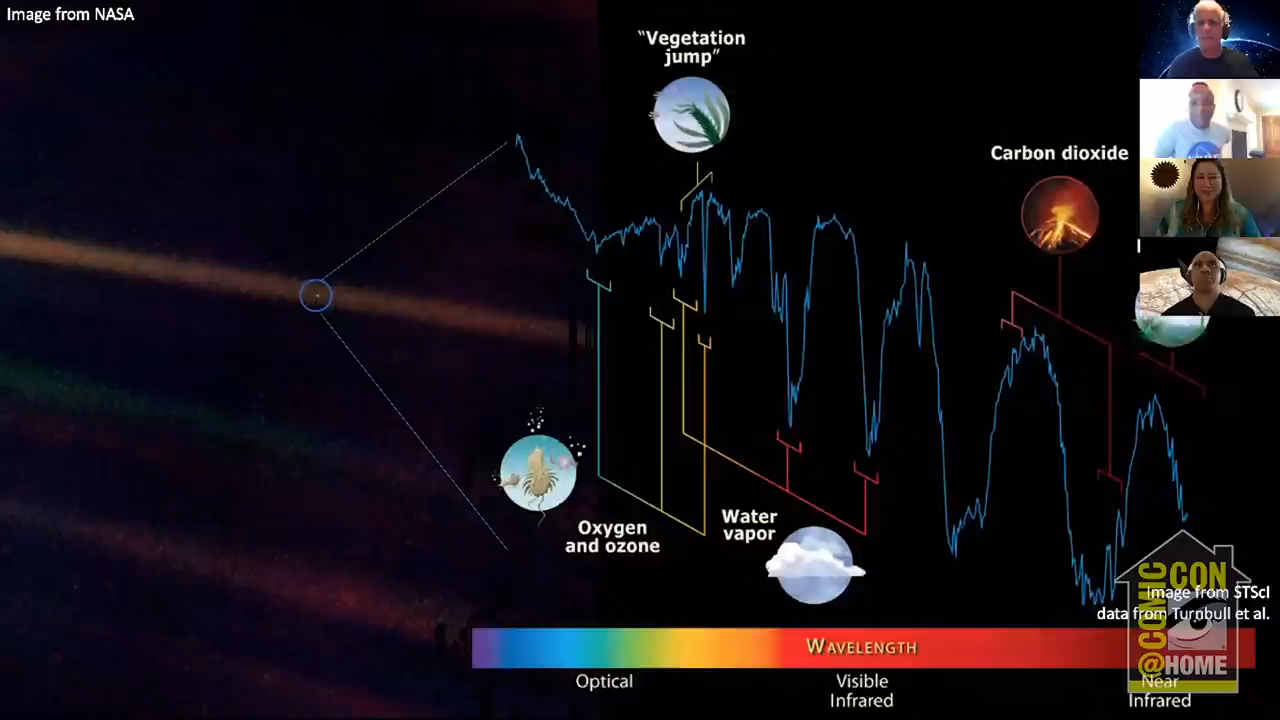 Image from NASA
"Vegetation
jump"
Carbon dioxide
Oxygen
and ozone
Water
vapor
Image from STScI
data from Turnbull et al.
WAVELENGTH
Optical
Visible
Infrared
Near
Infrared
@COMIC
CON
HOME